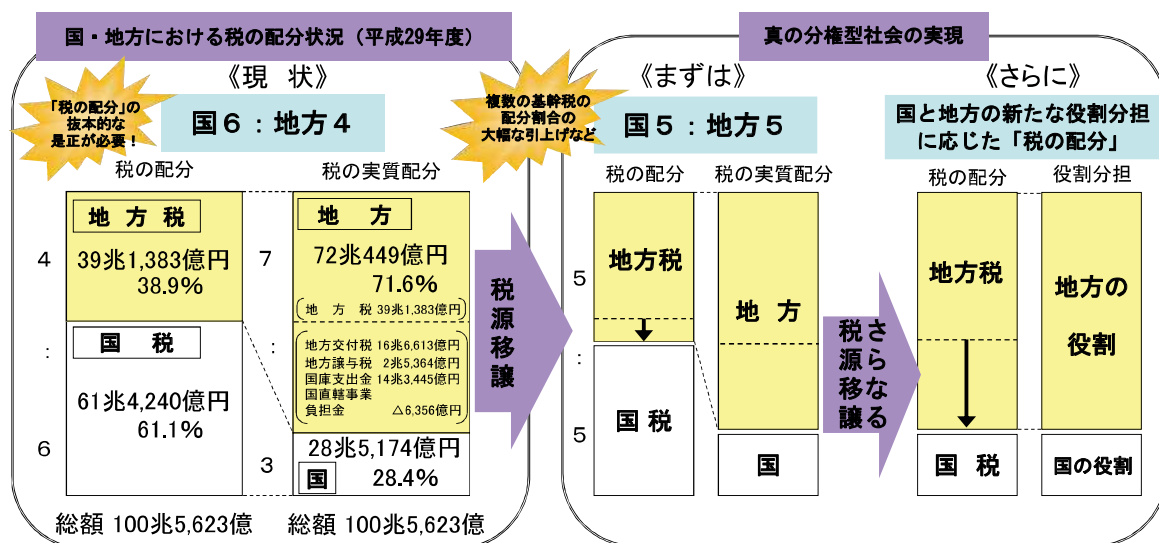 国・地方における税の配分状況（平成29年度）
《現 状》
「税の配分」の
抜本的な
是正が必要！
国６：地方４
税の配分
税の実質配分
4
:
6
地 方 税
39兆1,383億円
38.9%
国 税
61兆4,240億円
61.1%
総額 100兆5,623億
7
:
3
地 方
72兆449億円
71.6%
地 方 税 39兆1,383億円
地方交付税 16兆6,613億円
地方譲与税 2兆5,364億円
国庫支出金 14兆3,445億円
国直轄事業
負担金 △6,356億円
28兆5,174億円
国 28.4%
総額 100兆5,623億
税源移譲
真の分権型社会の実現
《まずは》
複数の基幹税の
配分割合の
大幅な引上げなど
国５：地方５
税の配分
税の実質配分
5
:
5
地方税
国 税
地 方
国
さらなる
税源移譲
《さらに》
国と地方の新たな役割分担
に応じた「税の配分」
税の配分
役割分担
地方税
国 税
地方の
役割
国の役割